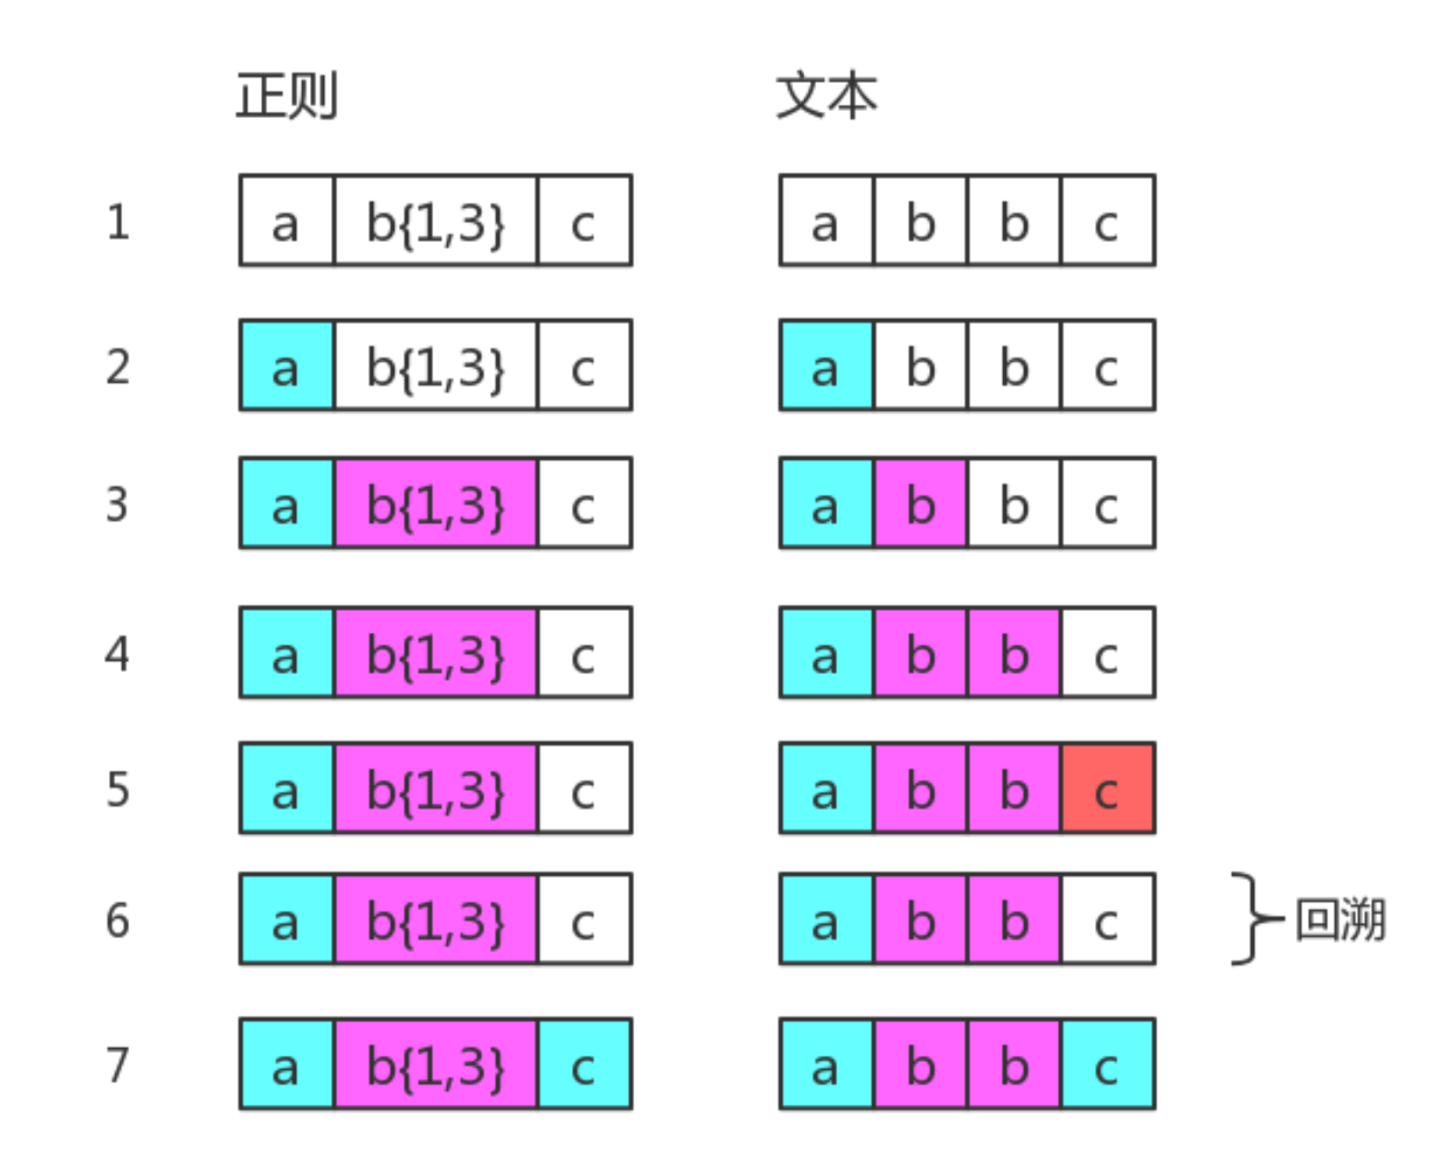 正则 文本
1 a b{1,3} c a b b c
2 a b{1,3} c a b b c
3 a b{1,3} c a b b c
4 a b{1,3} c a b b c
5 a b{1,3} c a b b c
6 a b{1,3} c a b b c 回溯
7 a b{1,3} c a b b c